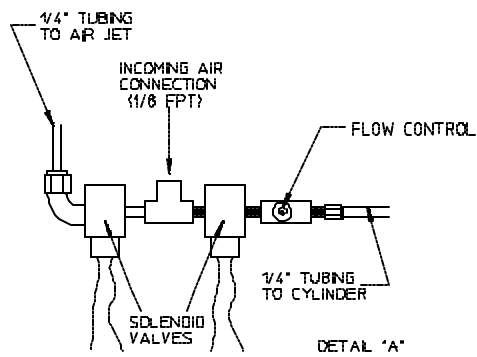 1/4" TUBING
TO AIR JET
INCOMING AIR
CONNECTION
(1/8 FPT)
FLOW CONTROL
1/4" TUBING
TO CYLINDER
SOLENOID
VALVES
DETAIL "A"